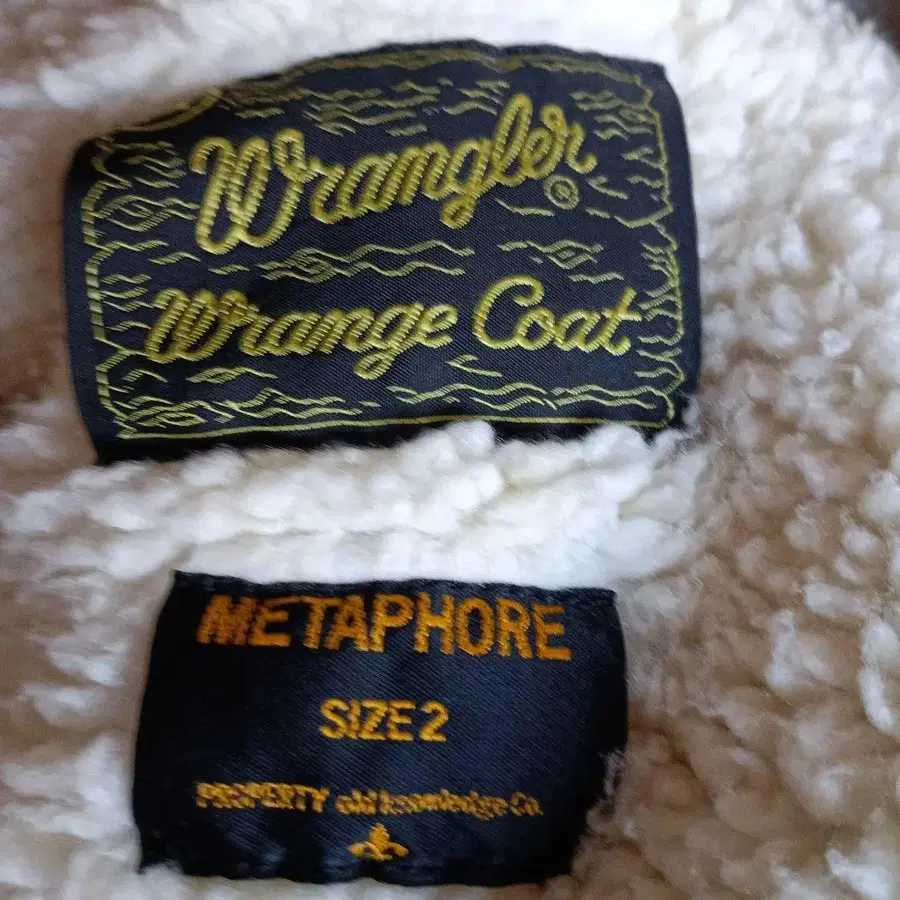 Wrangler®
Wrange Coat
METAPHORE
SIZE 2
PROPERTY old knowledge Co.